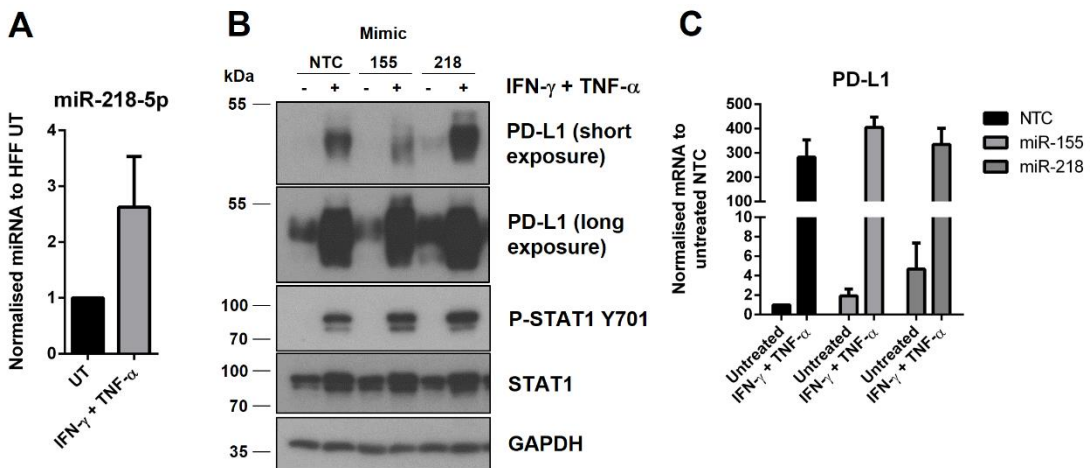 A
miR-218-5p
Normalised miRNA to HFF UT
4
3
2
1
0
UT
IFN-γ + TNF-α
B
Mimic
kDa
NTC 155 218
- + - + - +
IFN-γ + TNF-α
55
PD-L1 (short
exposure)
55
PD-L1 (long
exposure)
100
70
P-STAT1 Y701
100
70
STAT1
35
GAPDH
C
PD-L1
Normalised mRNA to
untreated NTC
500
400
300
200
100
8
6
4
2
0
Untreated
IFN-γ + TNF-α
Untreated
IFN-γ + TNF-α
Untreated
IFN-γ + TNF-α
NTC
miR-155
miR-218